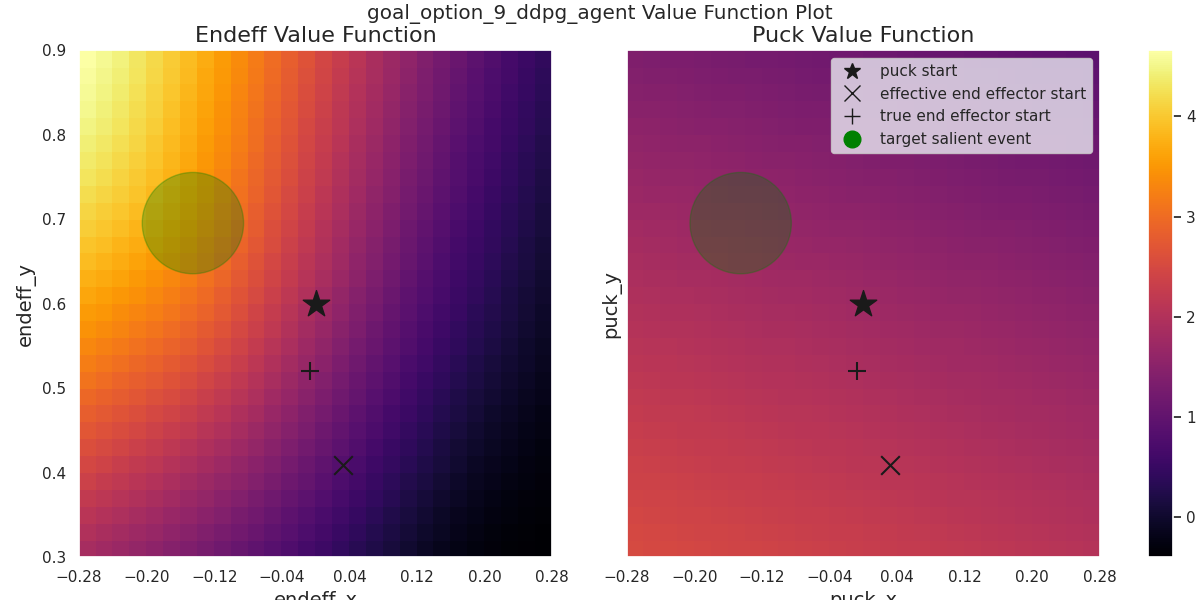 goal_option_9_ddpg_agent Value Function Plot
Endeff Value Function
Puck Value Function
puck start
effective end effector start
true end effector start
target salient event
endeff_y
0.9
0.8
0.7
0.6
0.5
0.4
0.3
−0.28 −0.20 −0.12 −0.04 0.04 0.12 0.20 0.28
endeff_x
puck_y
−0.28 −0.20 −0.12 −0.04 0.04 0.12 0.20 0.28
puck_x
4
3
2
1
0